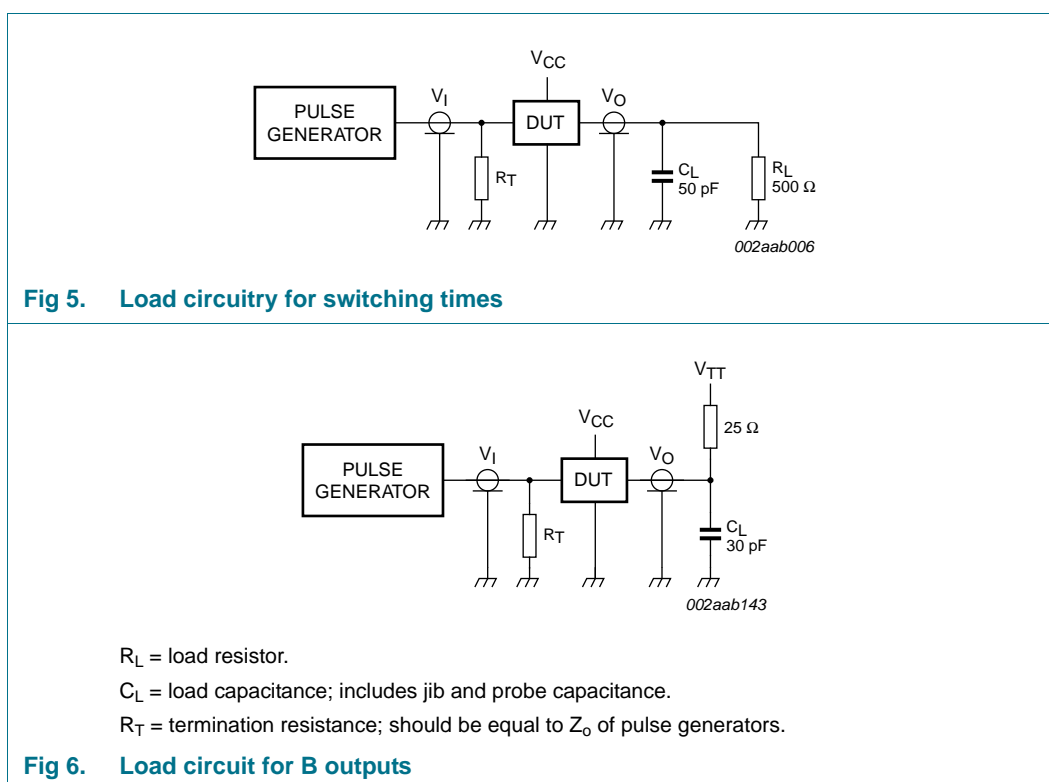 V_CC
V_I
V_O
PULSE
GENERATOR
DUT
R_T
C_L
50 pF
R_L
500 Ω
002aab006
Fig 5. Load circuitry for switching times
V_TT
25 Ω
V_CC
V_I
V_O
PULSE
GENERATOR
DUT
R_T
C_L
30 pF
002aab143
R_L = load resistor.
C_L = load capacitance; includes jib and probe capacitance.
R_T = termination resistance; should be equal to Z_o of pulse generators.
Fig 6. Load circuit for B outputs